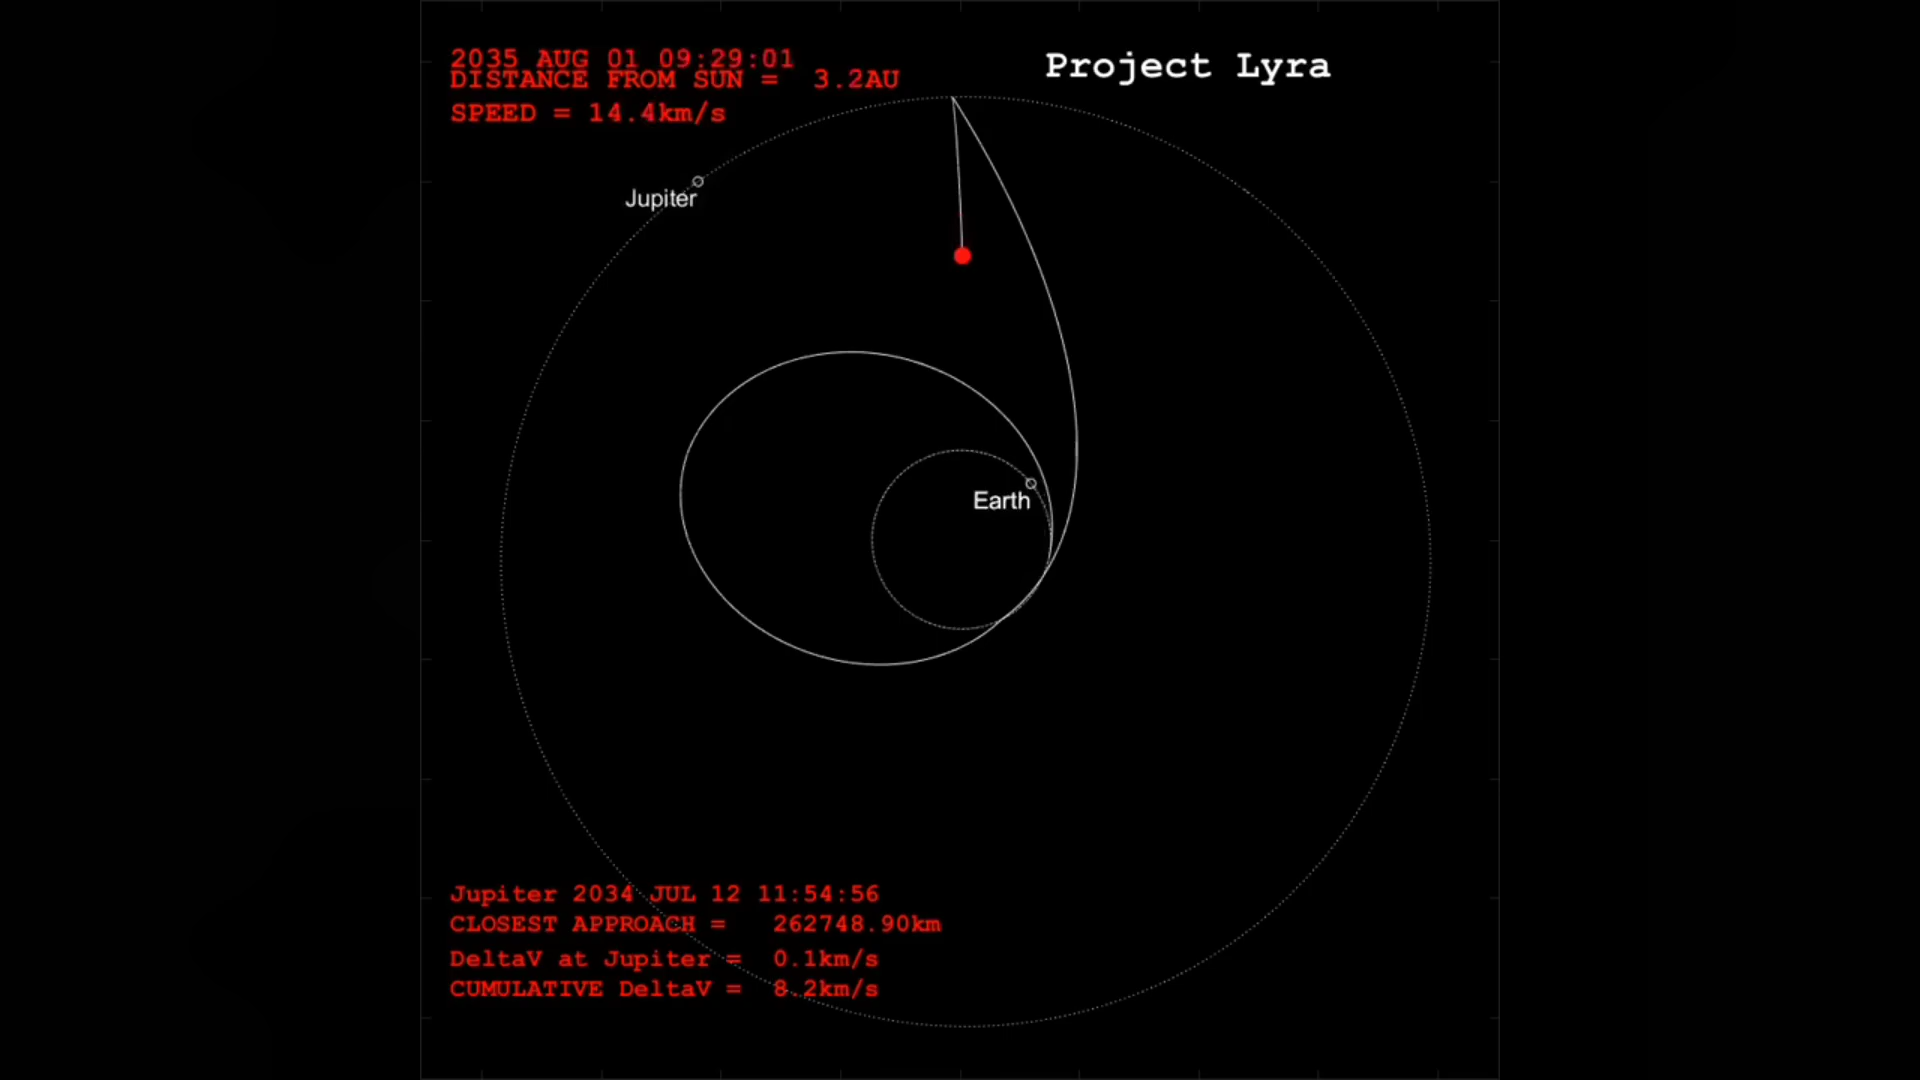 2035 AUG 01 09:29:01
DISTANCE FROM SUN = 3.2AU
SPEED = 14.4km/s
Project Lyra
Jupiter
Earth
Jupiter 2034 JUL 12 11:54:56
CLOSEST APPROACH = 262748.90km
DeltaV at Jupiter = 0.1km/s
CUMULATIVE DeltaV = 8.2km/s